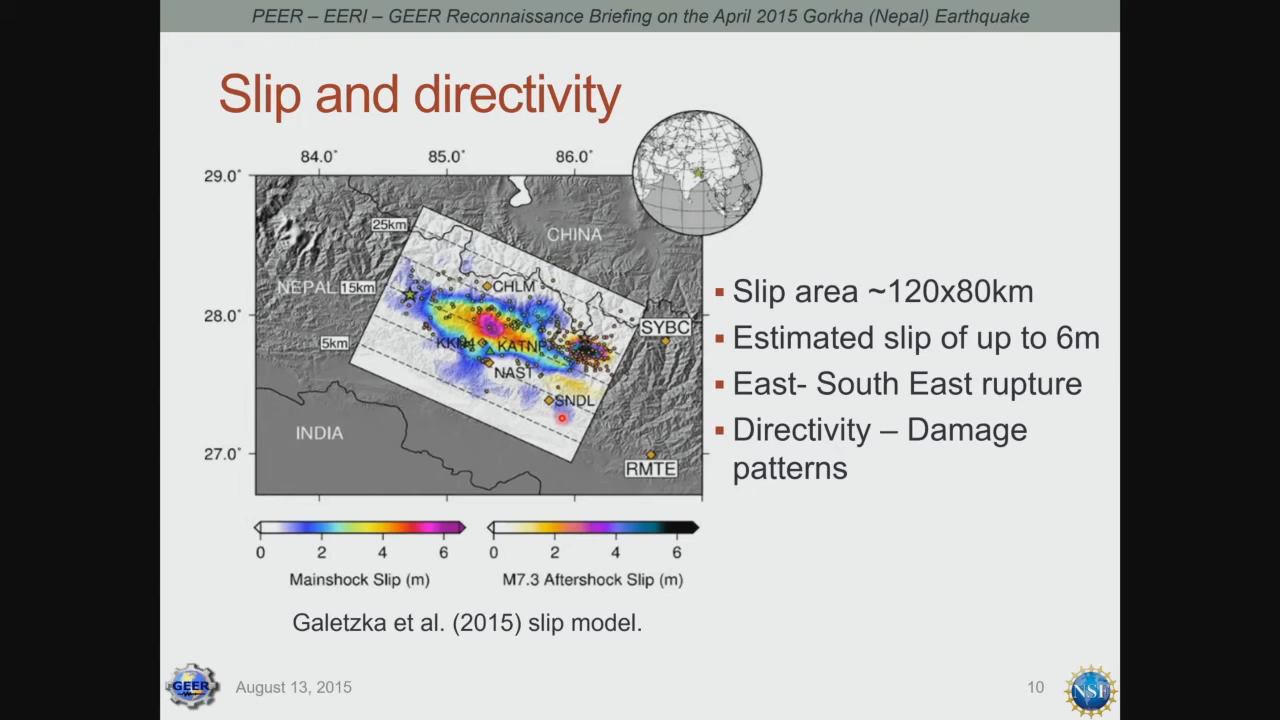 PEER – EERI – GEER Reconnaissance Briefing on the April 2015 Gorkha (Nepal) Earthquake
Slip and directivity
84.0° 85.0° 86.0°
29.0°
28.0°
27.0°
25km
15km
5km
CHINA
NEPAL
INDIA
CHLM
KKN4
KATNP
NAST
SNDL
SYBC
RMTE
0 2 4 6
Mainshock Slip (m)
0 2 4 6
M7.3 Aftershock Slip (m)
Galetzka et al. (2015) slip model.
Slip area ~120x80km
Estimated slip of up to 6m
East- South East rupture
Directivity – Damage
patterns
GEER
August 13, 2015
10
NSF